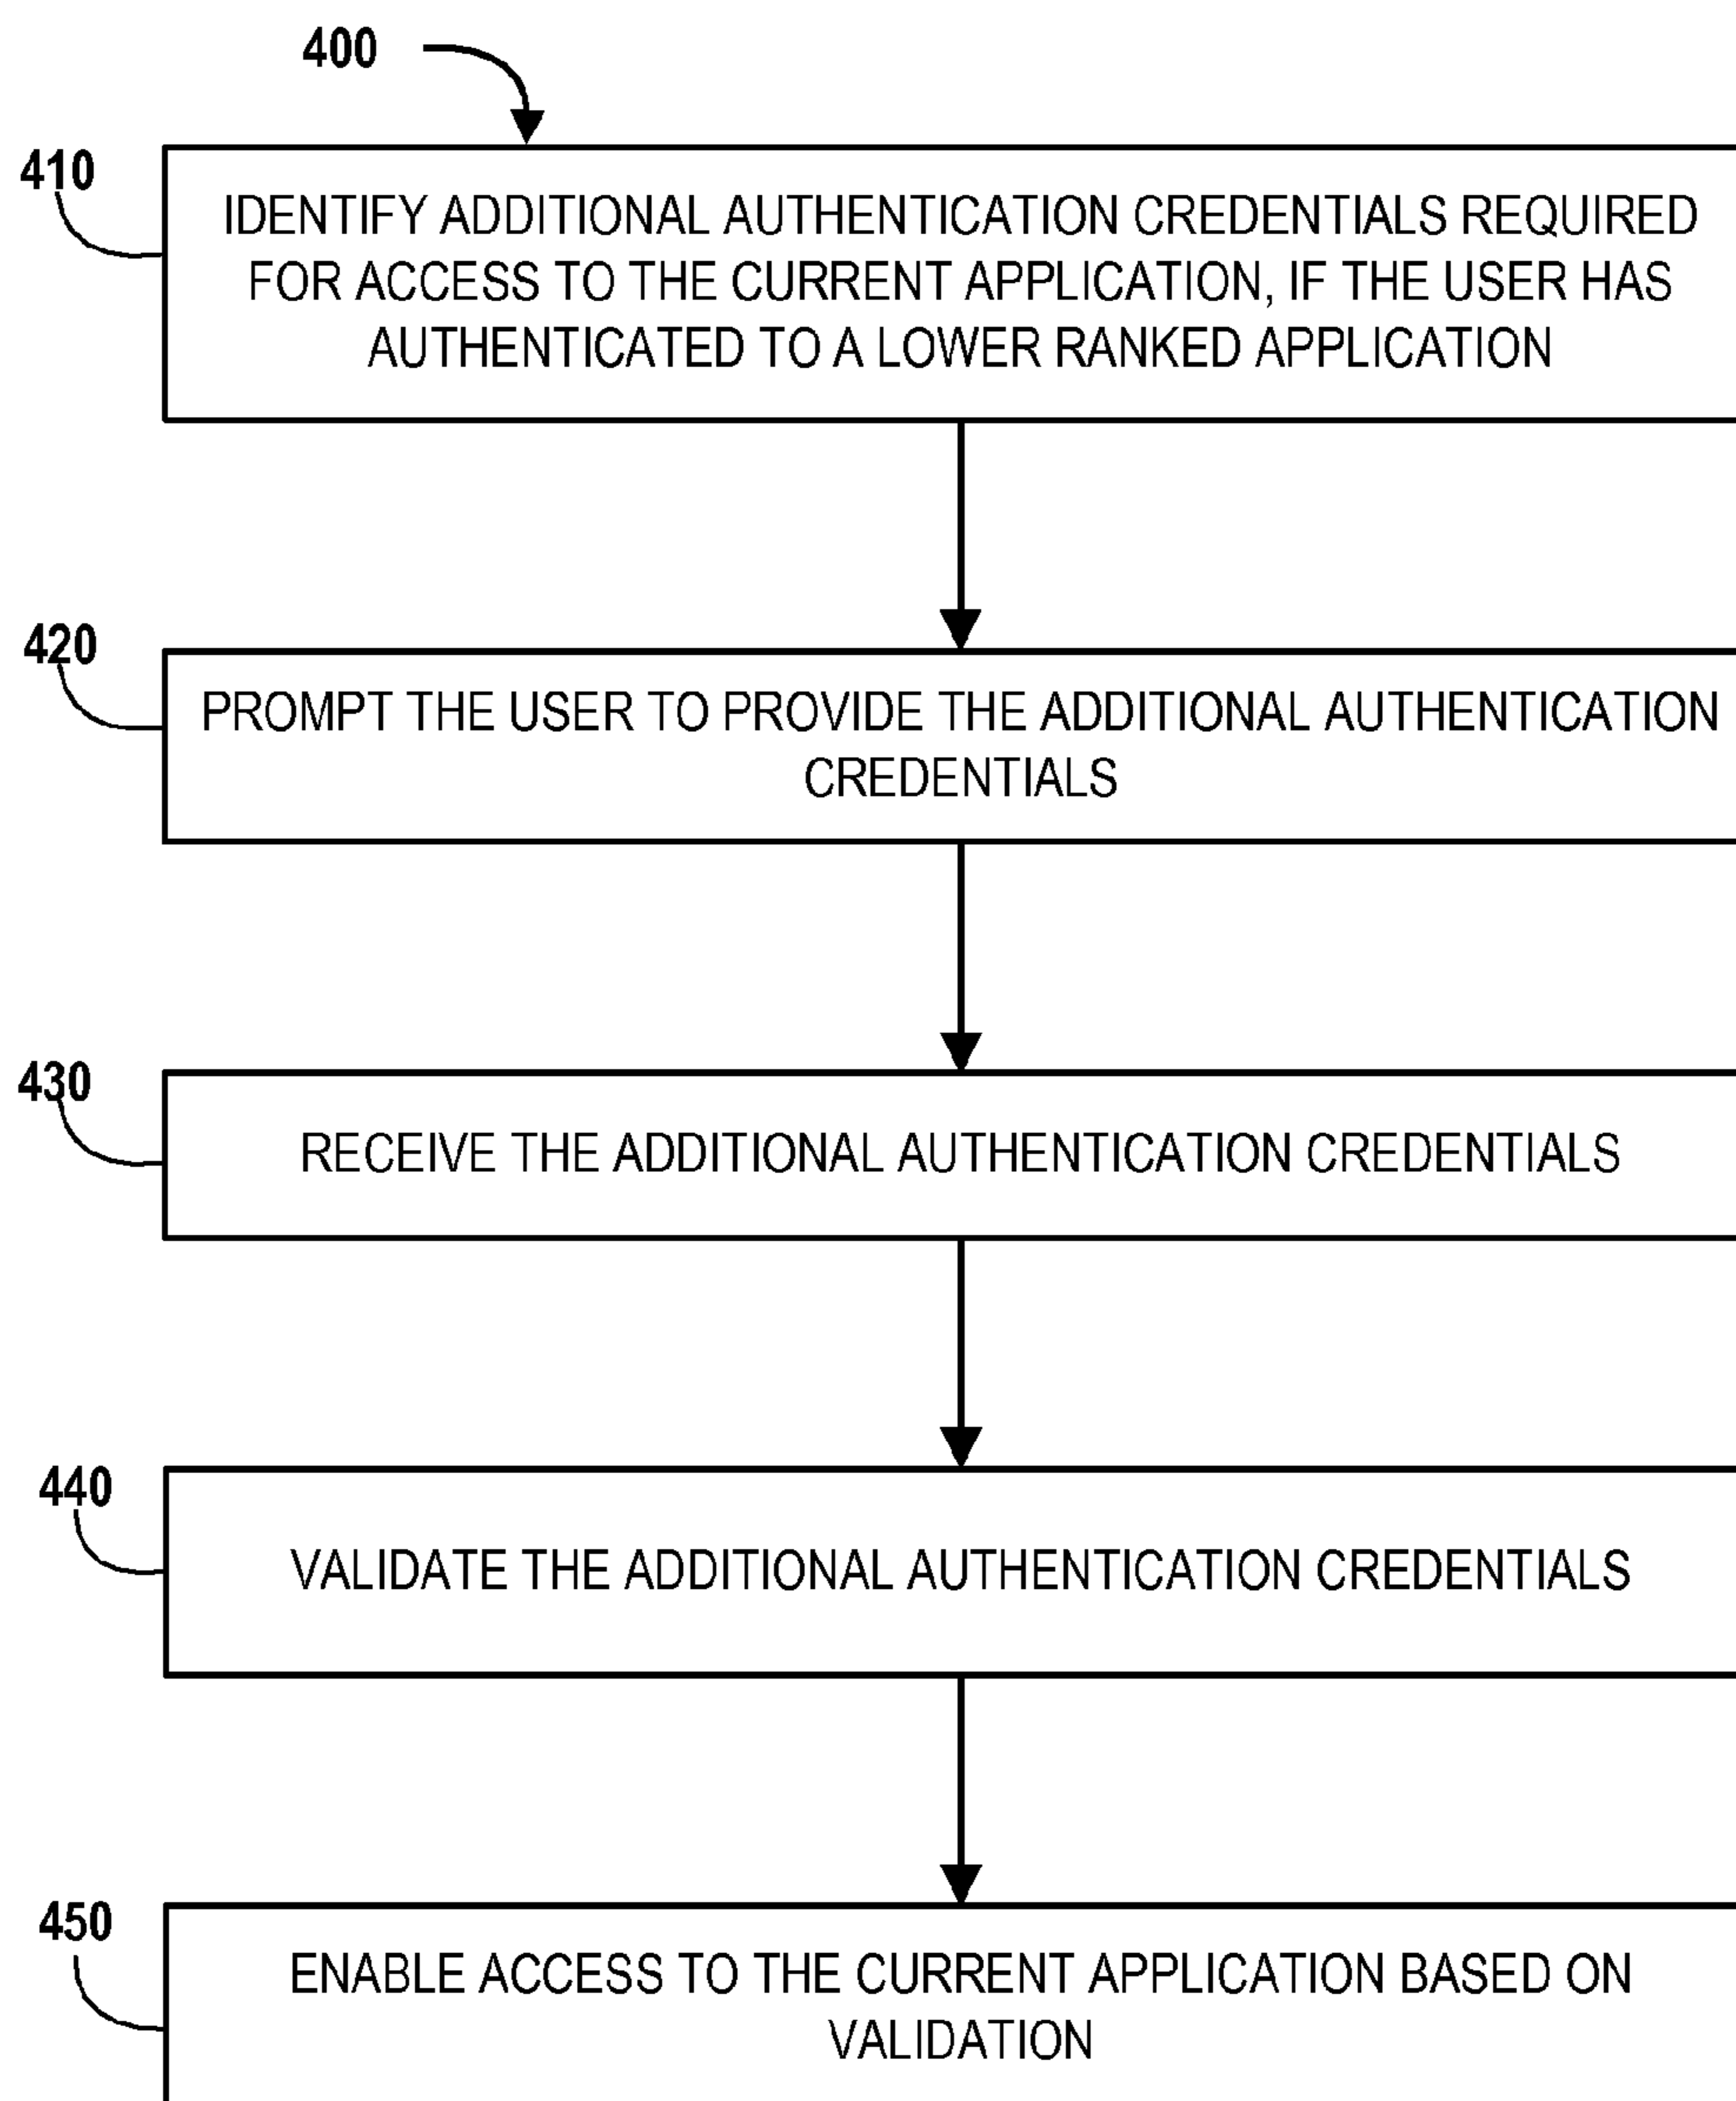 400
410
IDENTIFY ADDITIONAL AUTHENTICATION CREDENTIALS REQUIRED
FOR ACCESS TO THE CURRENT APPLICATION, IF THE USER HAS
AUTHENTICATED TO A LOWER RANKED APPLICATION
420
PROMPT THE USER TO PROVIDE THE ADDITIONAL AUTHENTICATION
CREDENTIALS
430
RECEIVE THE ADDITIONAL AUTHENTICATION CREDENTIALS
440
VALIDATE THE ADDITIONAL AUTHENTICATION CREDENTIALS
450
ENABLE ACCESS TO THE CURRENT APPLICATION BASED ON
VALIDATION